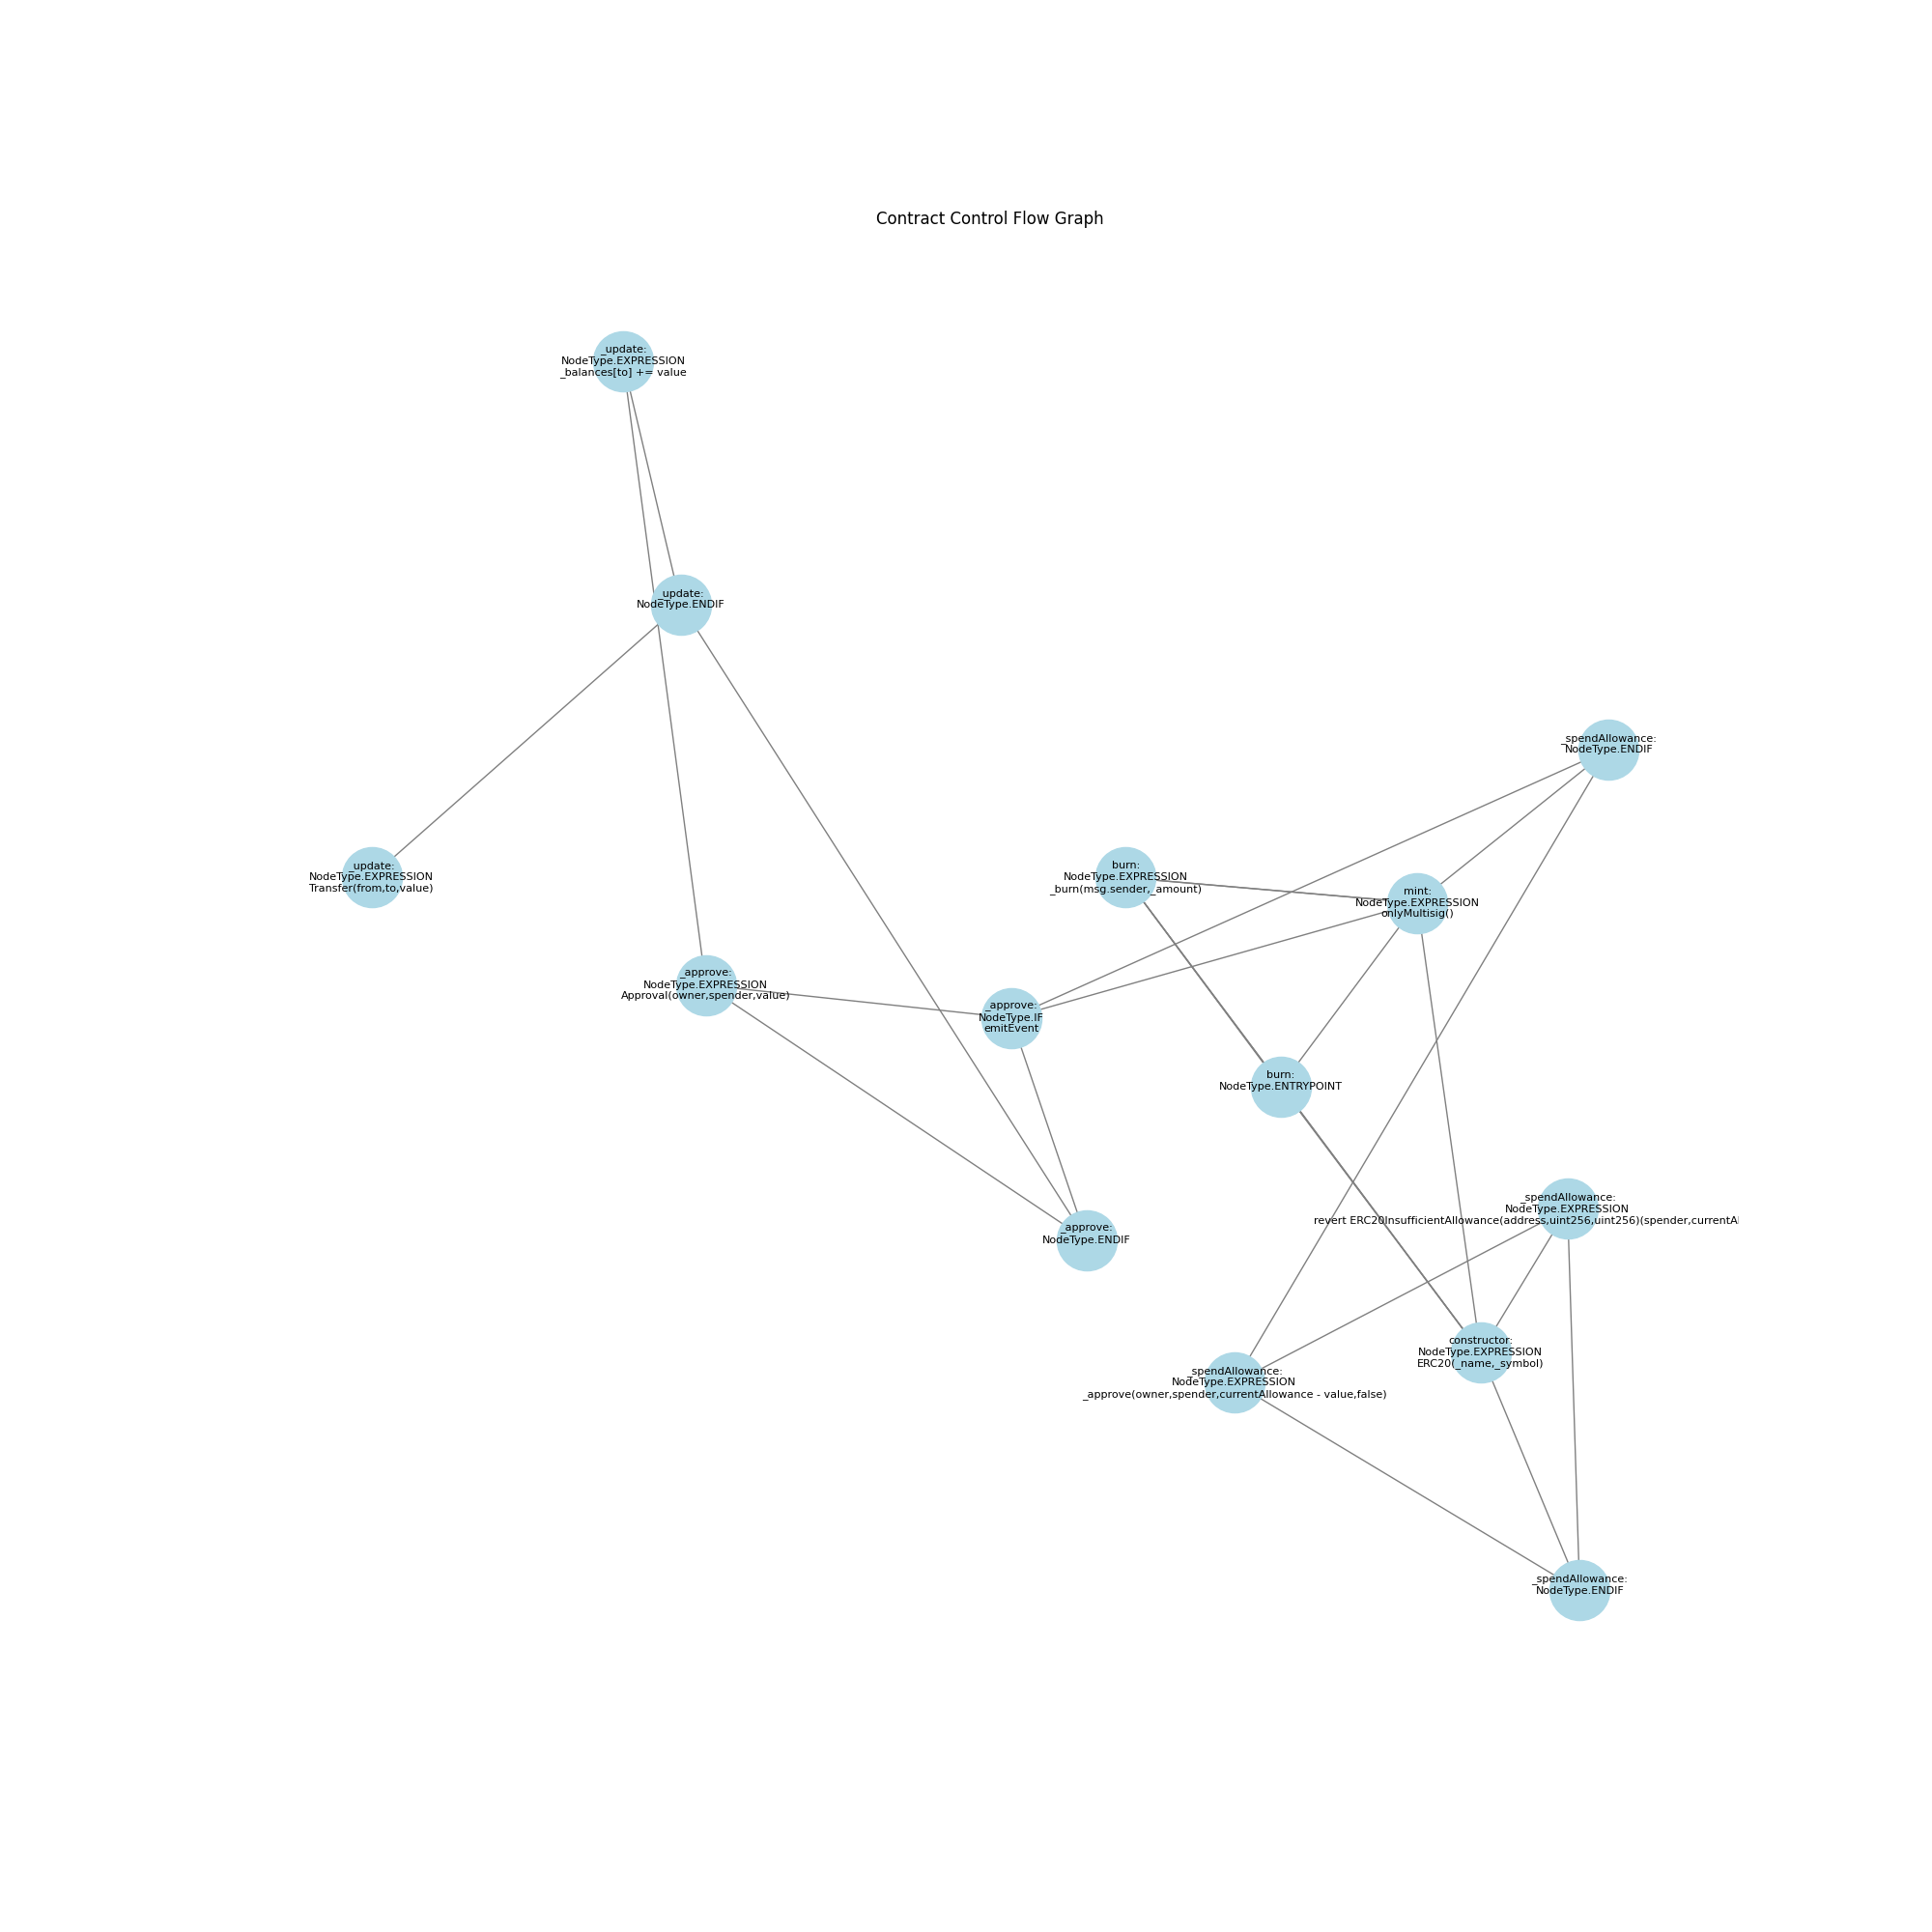 Contract Control Flow Graph
_update:
NodeType.EXPRESSION
_balances[to] += value
_update:
NodeType.ENDIF
_spendAllowance:
NodeType.ENDIF
_update:
NodeType.EXPRESSION
Transfer(from,to,value)
burn:
NodeType.EXPRESSION
_burn(msg.sender,_amount)
mint:
NodeType.EXPRESSION
onlyMultisig()
_approve:
NodeType.EXPRESSION
Approval(owner,spender,value)
_approve:
NodeType.IF
emitEvent
burn:
NodeType.ENTRYPOINT
_spendAllowance:
NodeType.EXPRESSION
revert ERC20InsufficientAllowance(address,uint256,uint256)(spender,currentAl
_approve:
NodeType.ENDIF
constructor:
NodeType.EXPRESSION
ERC20(_name,_symbol)
_spendAllowance:
NodeType.EXPRESSION
_approve(owner,spender,currentAllowance - value,false)
_spendAllowance:
NodeType.ENDIF